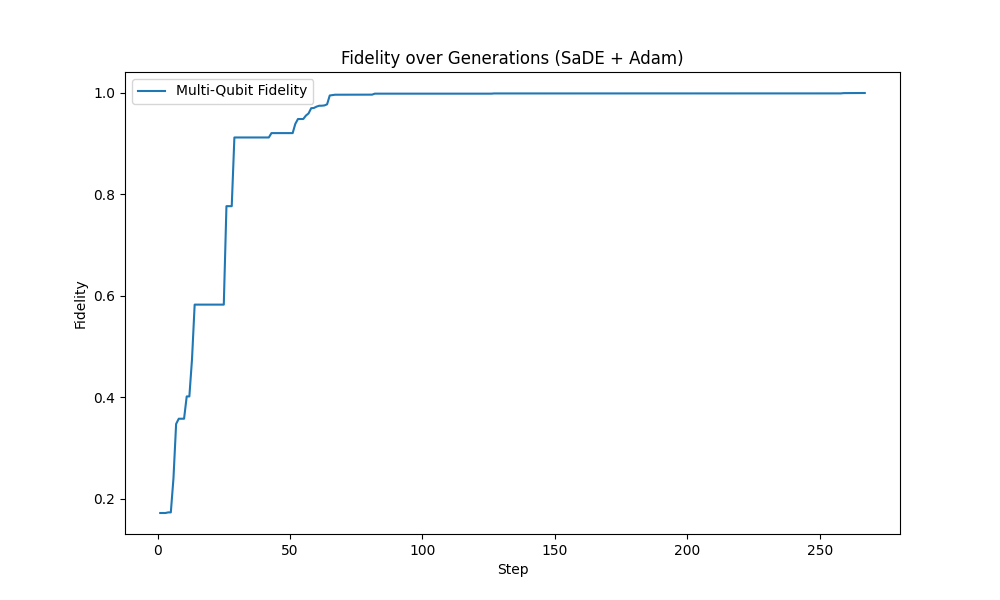 Fidelity over Generations (SaDE + Adam)
Multi-Qubit Fidelity
1.0
0.8
0.6
0.4
0.2
Fidelity
0 50 100 150 200 250
Step